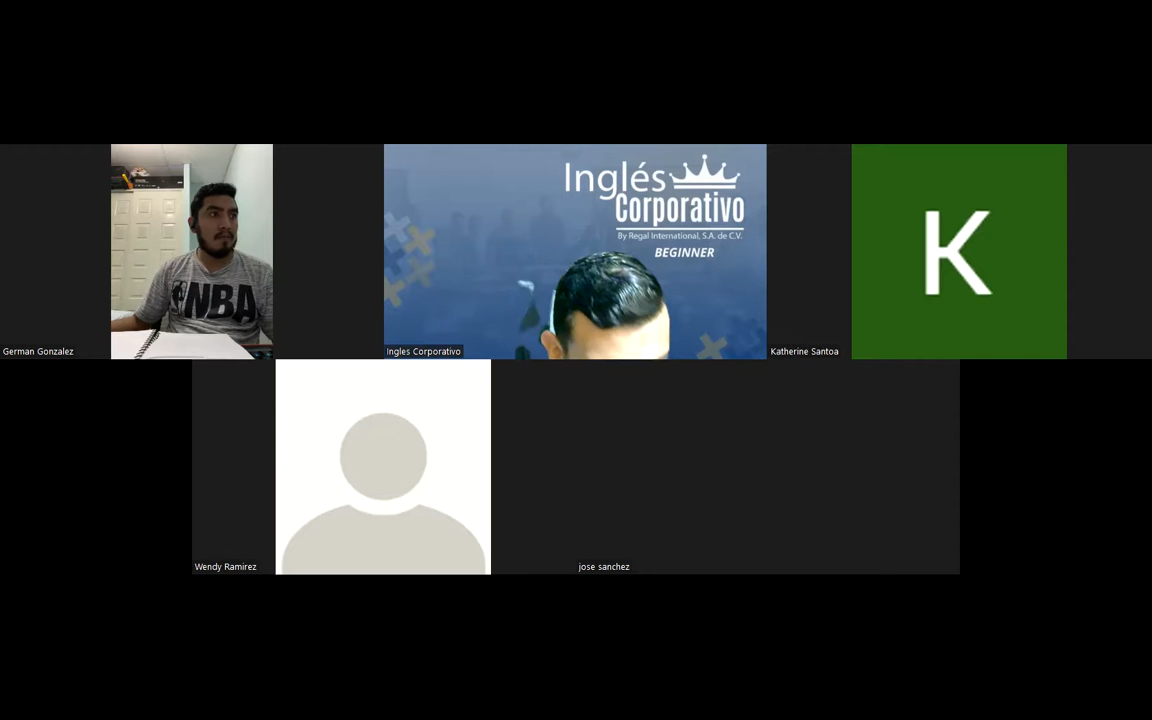 Inglés
Corporativo
By Regal International, S.A. de C.V.
BEGINNER
NBA
K
German Gonzalez
Ingles Corporativo
Katherine Santoa
Wendy Ramirez
jose sanchez